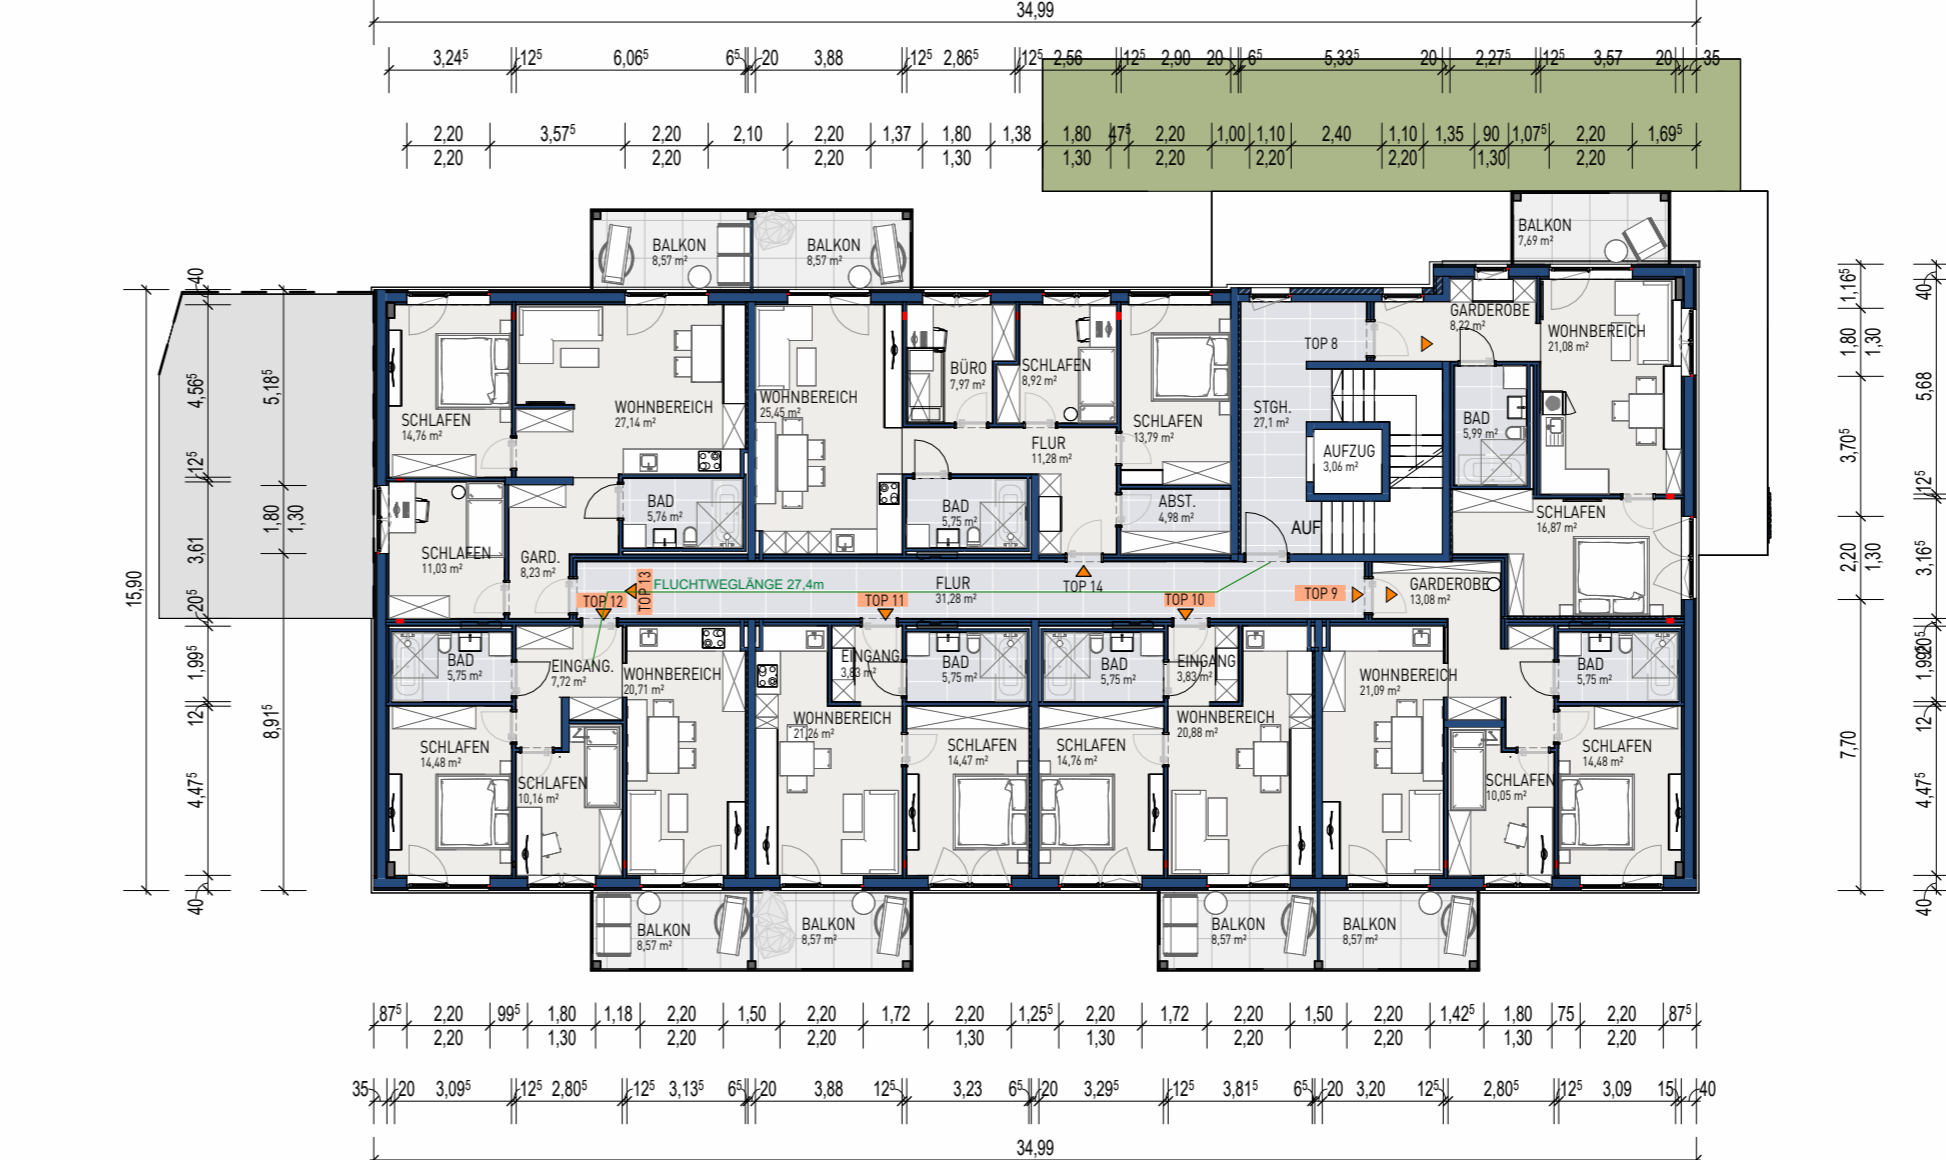 34,99
3,24⁵ 12⁵ 6,06⁵ 6⁵ 20 3,88 12⁵ 2,86⁵ 12⁵ 2,56 12⁵ 2,90 20 6⁵ 5,33⁵ 20 2,27⁵ 12⁵ 3,57 20 35
2,20 3,57⁵ 2,20 2,10 2,20 1,37 1,80 1,38 1,80 47⁵ 2,20 1,00 1,10 2,40 1,10 1,35 90 1,07⁵ 2,20 1,69⁵
2,20 2,20 2,20 1,30 1,30 2,20 2,20 2,20 1,30 2,20
BALKON
8,57 m²
BALKON
8,57 m²
BALKON
7,69 m²
15,90
40
4,56⁵
12⁵
3,61
20⁵
1,99⁵
12
4,47⁵
40
5,18⁵
1,80
1,30
8,91⁵
SCHLAFEN
14,76 m²
WOHNBEREICH
27,14 m²
WOHNBEREICH
25,45 m²
BÜRO
7,97 m²
SCHLAFEN
8,92 m²
SCHLAFEN
13,79 m²
FLUR
11,28 m²
STGH.
27,1 m²
TOP 8
AUFZUG
3,06 m²
AUF
GARDEROBE
8,22 m²
WOHNBEREICH
21,08 m²
BAD
5,99 m²
SCHLAFEN
16,87 m²
SCHLAFEN
11,03 m²
GARD.
8,23 m²
BAD
5,76 m²
BAD
5,75 m²
ABST.
4,98 m²
TOP 12
TOP 13
FLUCHTWEGLÄNGE 27,4m
TOP 11
FLUR
31,28 m²
TOP 14
TOP 10
TOP 9
GARDEROBE
13,08 m²
BAD
5,75 m²
EINGANG.
7,72 m²
WOHNBEREICH
20,71 m²
EINGANG
3,83 m²
BAD
5,75 m²
BAD
5,75 m²
EINGANG
3,83 m²
WOHNBEREICH
21,09 m²
BAD
5,75 m²
SCHLAFEN
14,48 m²
SCHLAFEN
10,16 m²
WOHNBEREICH
21,26 m²
SCHLAFEN
14,47 m²
SCHLAFEN
14,76 m²
WOHNBEREICH
20,88 m²
SCHLAFEN
10,05 m²
SCHLAFEN
14,48 m²
BALKON
8,57 m²
BALKON
8,57 m²
BALKON
8,57 m²
BALKON
8,57 m²
1,16⁵
1,80
1,30
3,70⁵
2,20
1,30
7,70
40
5,68
12⁵
3,16⁵
20⁵
1,99⁵
12
4,47⁵
40
87⁵ 2,20 99⁵ 1,80 1,18 2,20 1,50 2,20 1,72 2,20 1,25⁵ 2,20 1,72 2,20 1,50 2,20 1,42⁵ 1,80 75 2,20 87⁵
2,20 1,30 2,20 2,20 1,30 1,30 2,20 2,20 1,30 2,20
35 20 3,09⁵ 12⁵ 2,80⁵ 12⁵ 3,13⁵ 6⁵ 20 3,88 12⁵ 3,23 6⁵ 20 3,29⁵ 12⁵ 3,81⁵ 6⁵ 20 3,20 12⁵ 2,80⁵ 12⁵ 3,09 15 40
34,99